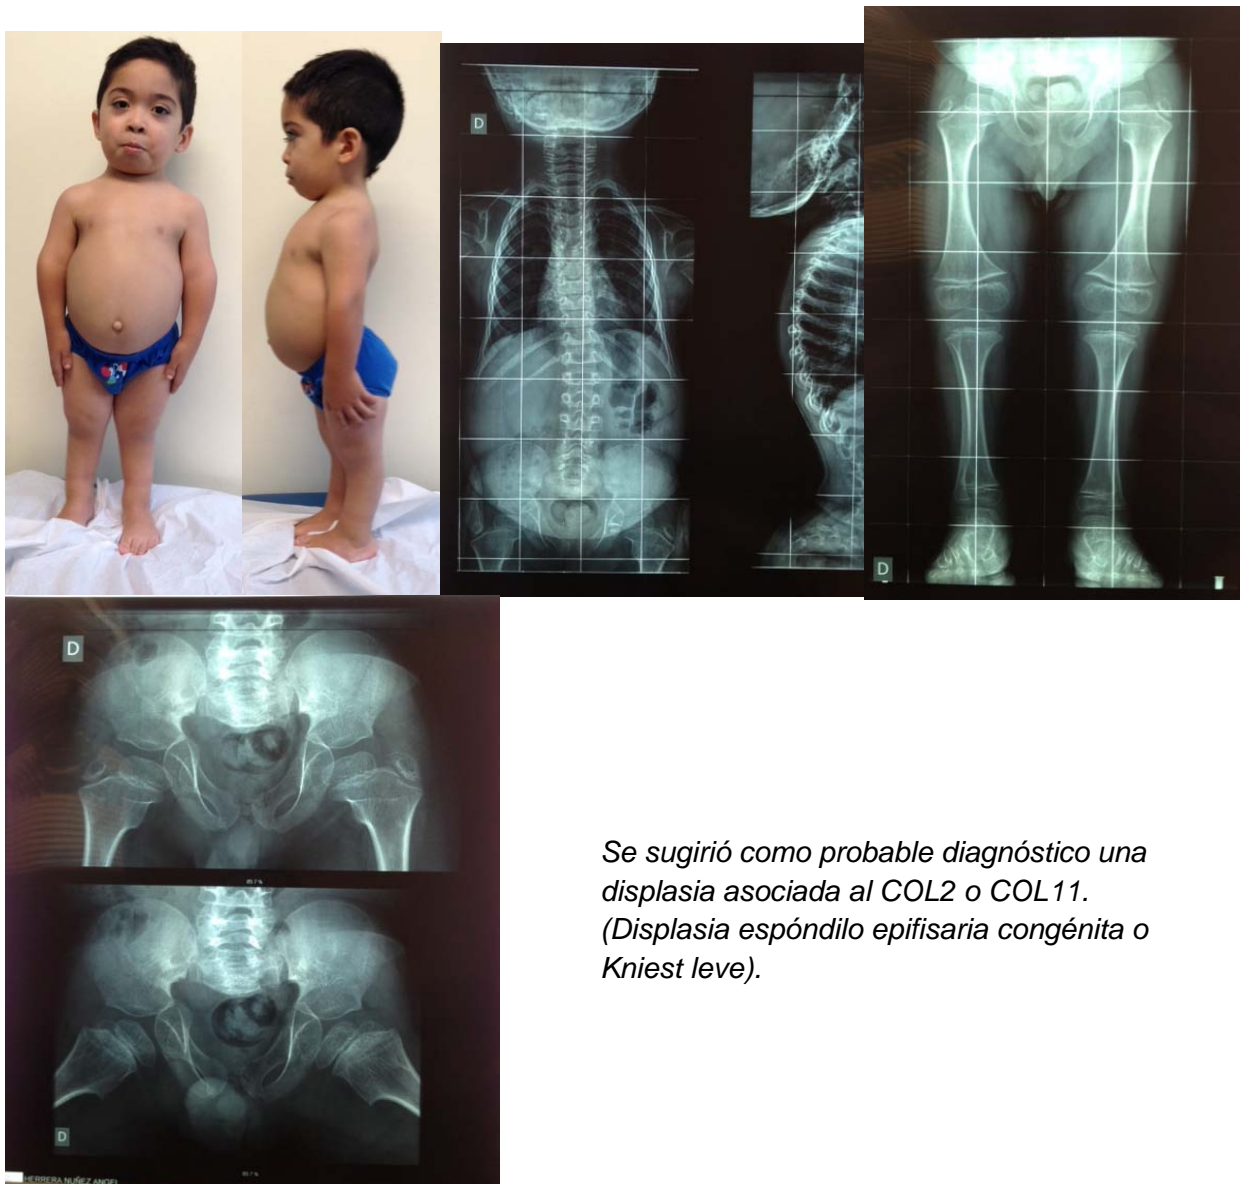 D
D
D
D
HERRERA NUÑEZ ANGEL
Se sugirió como probable diagnóstico una
displasia asociada al COL2 o COL11.
(Displasia espóndilo epifisaria congénita o
Kniest leve).